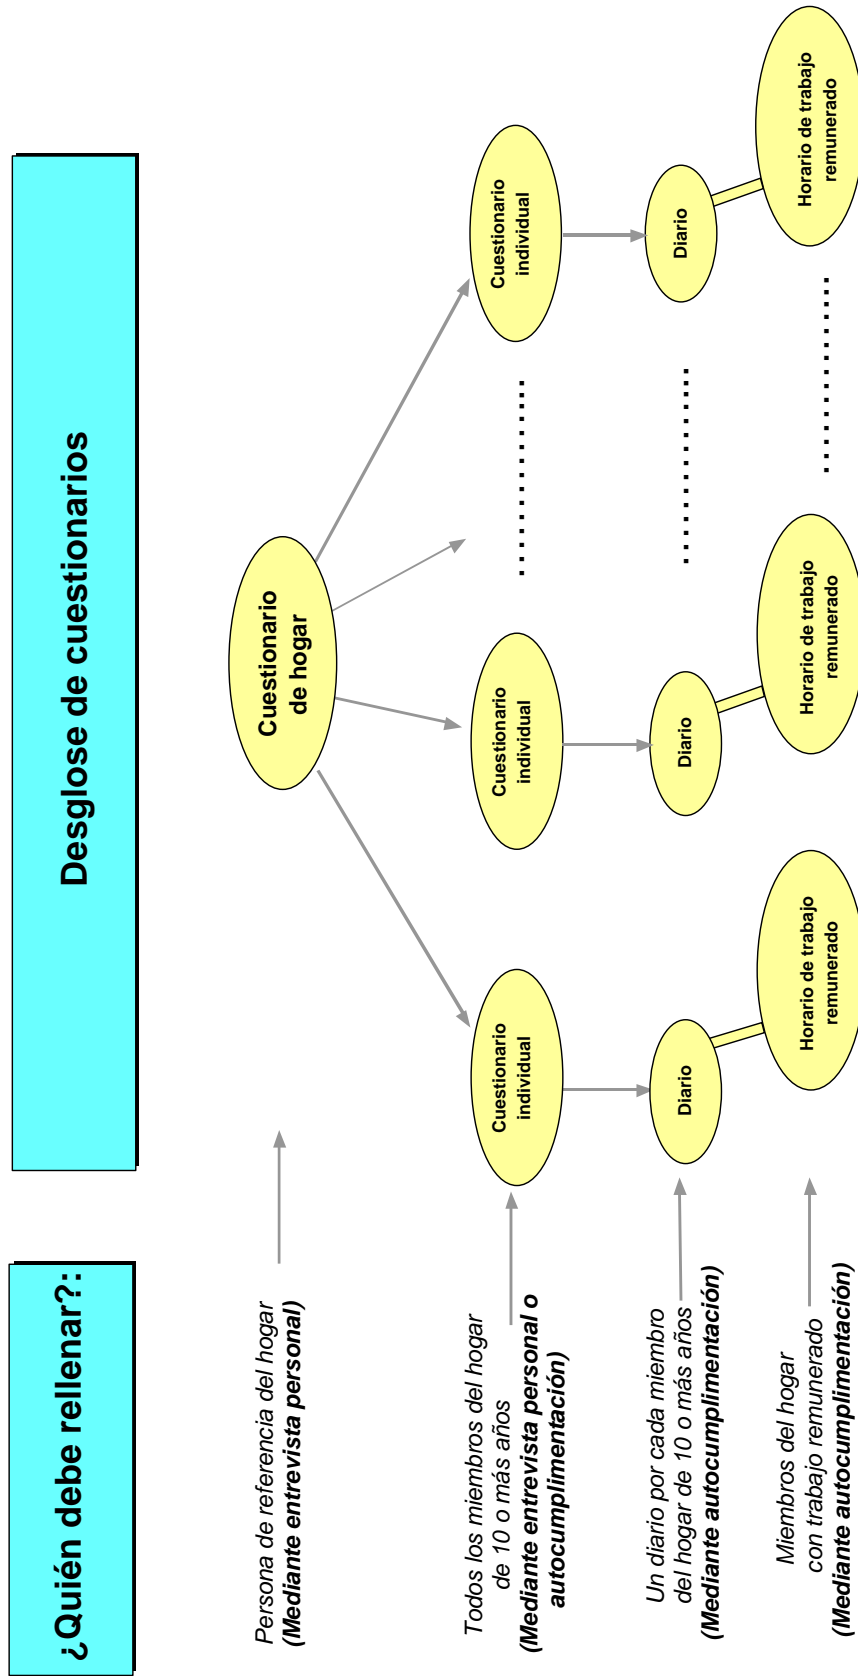 ¿Quién debe rellenar?:
Desglose de cuestionarios
Persona de referencia del hogar
(Mediante entrevista personal)
Cuestionario
de hogar
Todos los miembros del hogar
de 10 o más años
(Mediante entrevista personal o
autocumplimentación)
Cuestionario
individual
Cuestionario
individual
..................
Cuestionario
individual
Un diario por cada miembro
del hogar de 10 o más años
(Mediante autocumplimentación)
Diario
Diario
..................
Diario
Miembros del hogar
con trabajo remunerado
(Mediante autocumplimentación)
Horario de trabajo
remunerado
Horario de trabajo
remunerado
..................
Horario de trabajo
remunerado